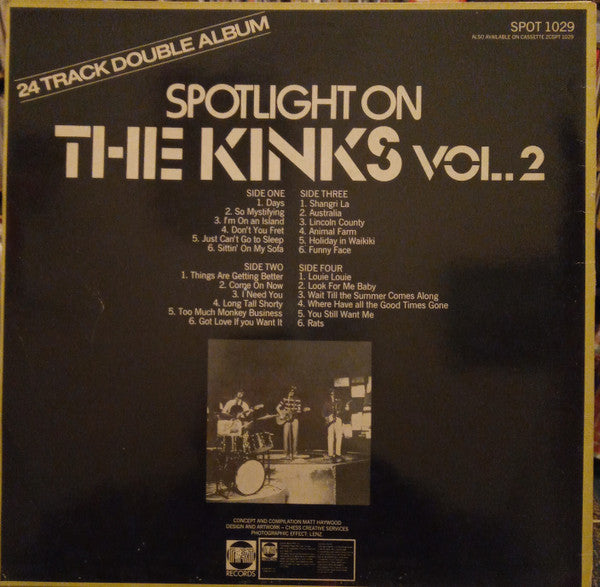 24 TRACK DOUBLE ALBUM
SPOT 1029
ALSO AVAILABLE ON CASSETTE ZCSPT 1029
SPOTLIGHT ON
THE KINKS VOL.. 2
SIDE ONE
1. Days
2. So Mystifying
3. I'm On an Island
4. Don't You Fret
5. Just Can't Go to Sleep
6. Sittin' On My Sofa
SIDE THREE
1. Shangri La
2. Australia
3. Lincoln County
4. Animal Farm
5. Holiday in Waikiki
6. Funny Face
SIDE TWO
1. Things Are Getting Better
2. Come On Now
3. I Need You
4. Long Tall Shorty
5. Too Much Monkey Business
6. Got Love If you Want It
SIDE FOUR
1. Louie Louie
2. Look For Me Baby
3. Wait Till the Summer Comes Along
4. Where Have all the Good Times Gone
5. You Still Want Me
6. Rats
CONCEPT AND COMPILATION MATT HAYWOOD
DESIGN AND ARTWORK – CHESS CREATIVE SERVICES
PHOTOGRAPHIC EFFECT: LENZ
RECORDS